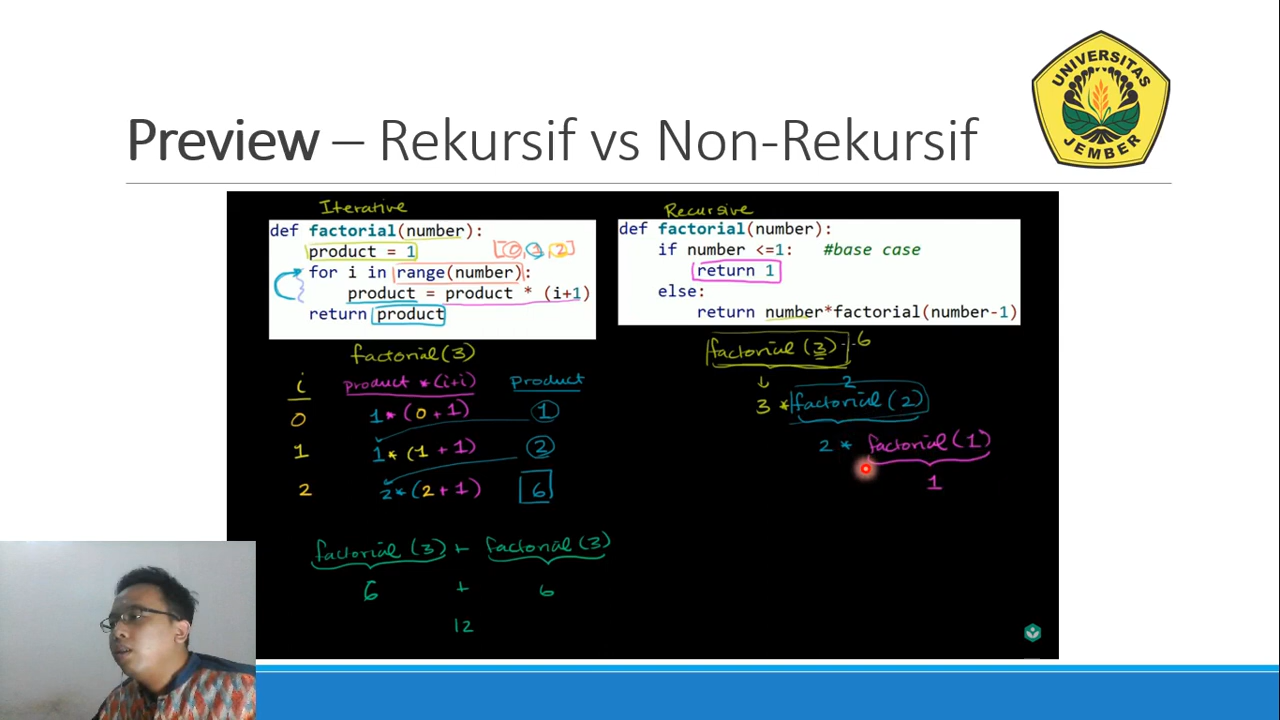 Preview – Rekursif vs Non-Rekursif
UNIVERSITAS
JEMBER
Iterative
def factorial(number):
product = 1
[0,1,2]
for i in range(number):
product = product * (i+1)
return product
factorial(3)
i product *(i+i) product
0 1*(0+1) 1
1 1*(1+1) 2
2 2*(2+1) 6
factorial (3) + factorial (3)
6 + 6
12
Recursive
def factorial(number):
if number <=1: #base case
return 1
else:
return number*factorial(number-1)
factorial (3) 6
2
3 * factorial (2)
2 * factorial (1)
1